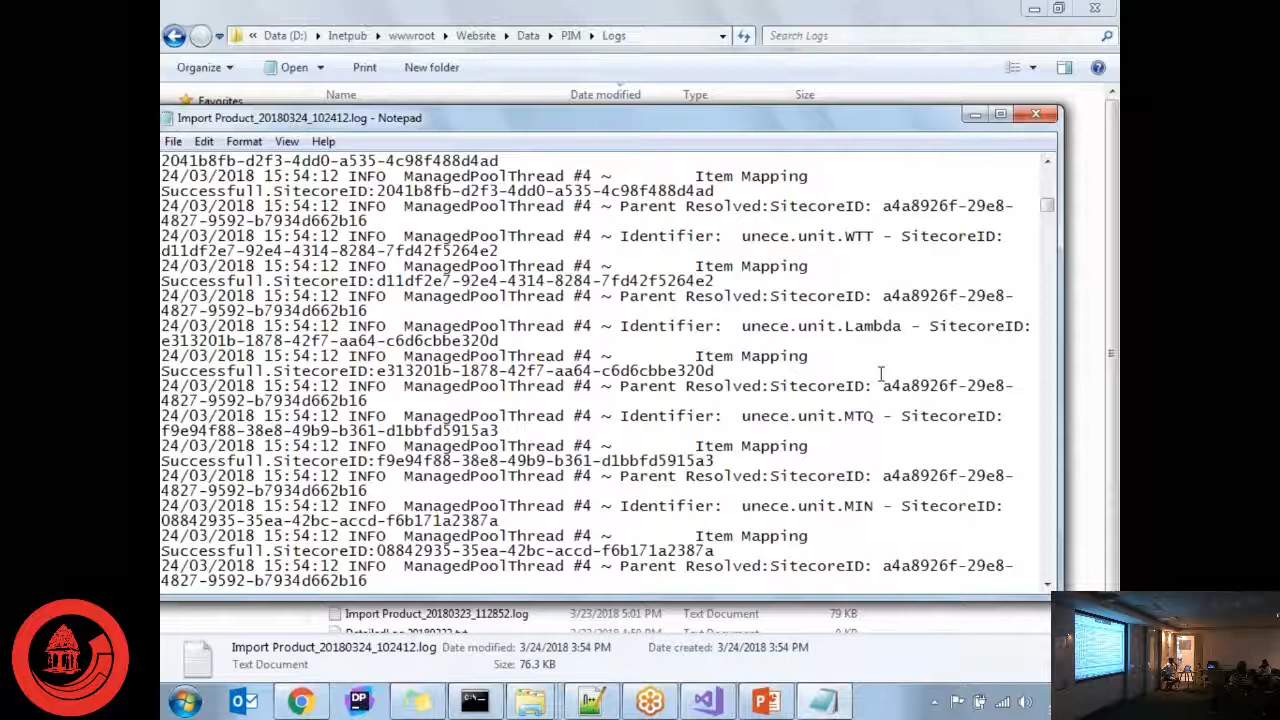 « Data (D:) ▸ Inetpub ▸ wwwroot ▸ Website ▸ Data ▸ PIM ▸ Logs
Search Logs
Organize Open Print New folder
Favorites Name Date modified Type Size
Import Product_20180324_102412.log - Notepad
File Edit Format View Help
2041b8fb-d2f3-4dd0-a535-4c98f488d4ad
24/03/2018 15:54:12 INFO ManagedPoolThread #4 ~ Item Mapping
Successfull.SitecoreID:2041b8fb-d2f3-4dd0-a535-4c98f488d4ad
24/03/2018 15:54:12 INFO ManagedPoolThread #4 ~ Parent Resolved:SitecoreID: a4a8926f-29e8-
4827-9592-b7934d662b16
24/03/2018 15:54:12 INFO ManagedPoolThread #4 ~ Identifier: unece.unit.WTT - SitecoreID:
d11df2e7-92e4-4314-8284-7fd42f5264e2
24/03/2018 15:54:12 INFO ManagedPoolThread #4 ~ Item Mapping
Successfull.SitecoreID:d11df2e7-92e4-4314-8284-7fd42f5264e2
24/03/2018 15:54:12 INFO ManagedPoolThread #4 ~ Parent Resolved:SitecoreID: a4a8926f-29e8-
4827-9592-b7934d662b16
24/03/2018 15:54:12 INFO ManagedPoolThread #4 ~ Identifier: unece.unit.Lambda - SitecoreID:
e313201b-1878-42f7-aa64-c6d6cbbe320d
24/03/2018 15:54:12 INFO ManagedPoolThread #4 ~ Item Mapping
Successfull.SitecoreID:e313201b-1878-42f7-aa64-c6d6cbbe320d
24/03/2018 15:54:12 INFO ManagedPoolThread #4 ~ Parent Resolved:SitecoreID: a4a8926f-29e8-
4827-9592-b7934d662b16
24/03/2018 15:54:12 INFO ManagedPoolThread #4 ~ Identifier: unece.unit.MTQ - SitecoreID:
f9e94f88-38e8-49b9-b361-d1bbfd5915a3
24/03/2018 15:54:12 INFO ManagedPoolThread #4 ~ Item Mapping
Successfull.SitecoreID:f9e94f88-38e8-49b9-b361-d1bbfd5915a3
24/03/2018 15:54:12 INFO ManagedPoolThread #4 ~ Parent Resolved:SitecoreID: a4a8926f-29e8-
4827-9592-b7934d662b16
24/03/2018 15:54:12 INFO ManagedPoolThread #4 ~ Identifier: unece.unit.MIN - SitecoreID:
08842935-35ea-42bc-accd-f6b171a2387a
24/03/2018 15:54:12 INFO ManagedPoolThread #4 ~ Item Mapping
Successfull.SitecoreID:08842935-35ea-42bc-accd-f6b171a2387a
24/03/2018 15:54:12 INFO ManagedPoolThread #4 ~ Parent Resolved:SitecoreID: a4a8926f-29e8-
4827-9592-b7934d662b16
Import Product_20180323_112852.log 3/23/2018 5:01 PM Text Document 79 KB
Import Product_20180324_102412.log Date modified: 3/24/2018 3:54 PM Date created: 3/24/2018 3:54 PM
Text Document Size: 76.3 KB
DP